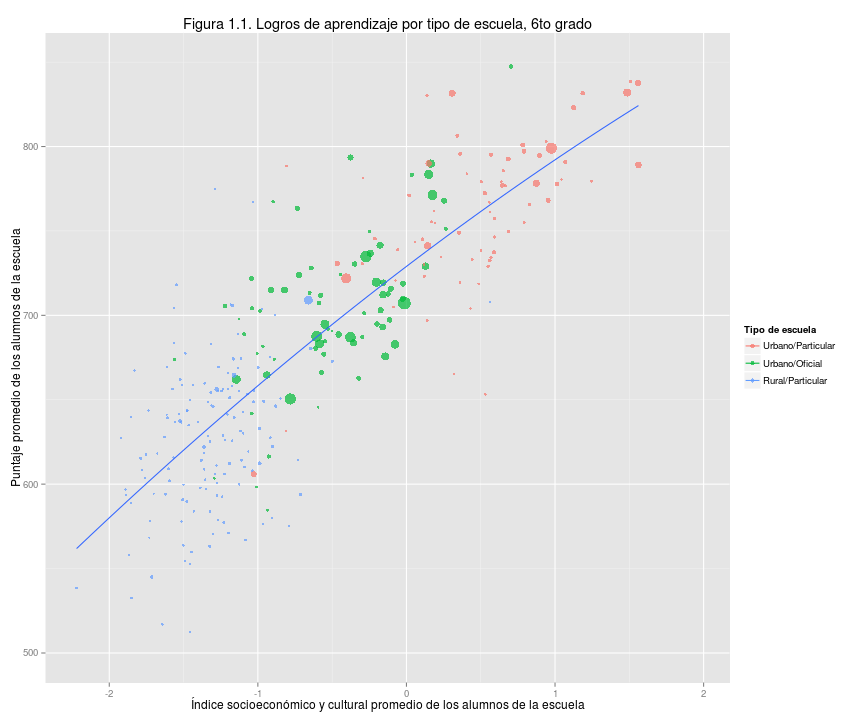 Figura 1.1. Logros de aprendizaje por tipo de escuela, 6to grado
Puntaje promedio de los alumnos de la escuela
800
700
600
500
-2
-1
0
1
2
Índice socioeconómico y cultural promedio de los alumnos de la escuela
Tipo de escuela
Urbano/Particular
Urbano/Oficial
Rural/Particular